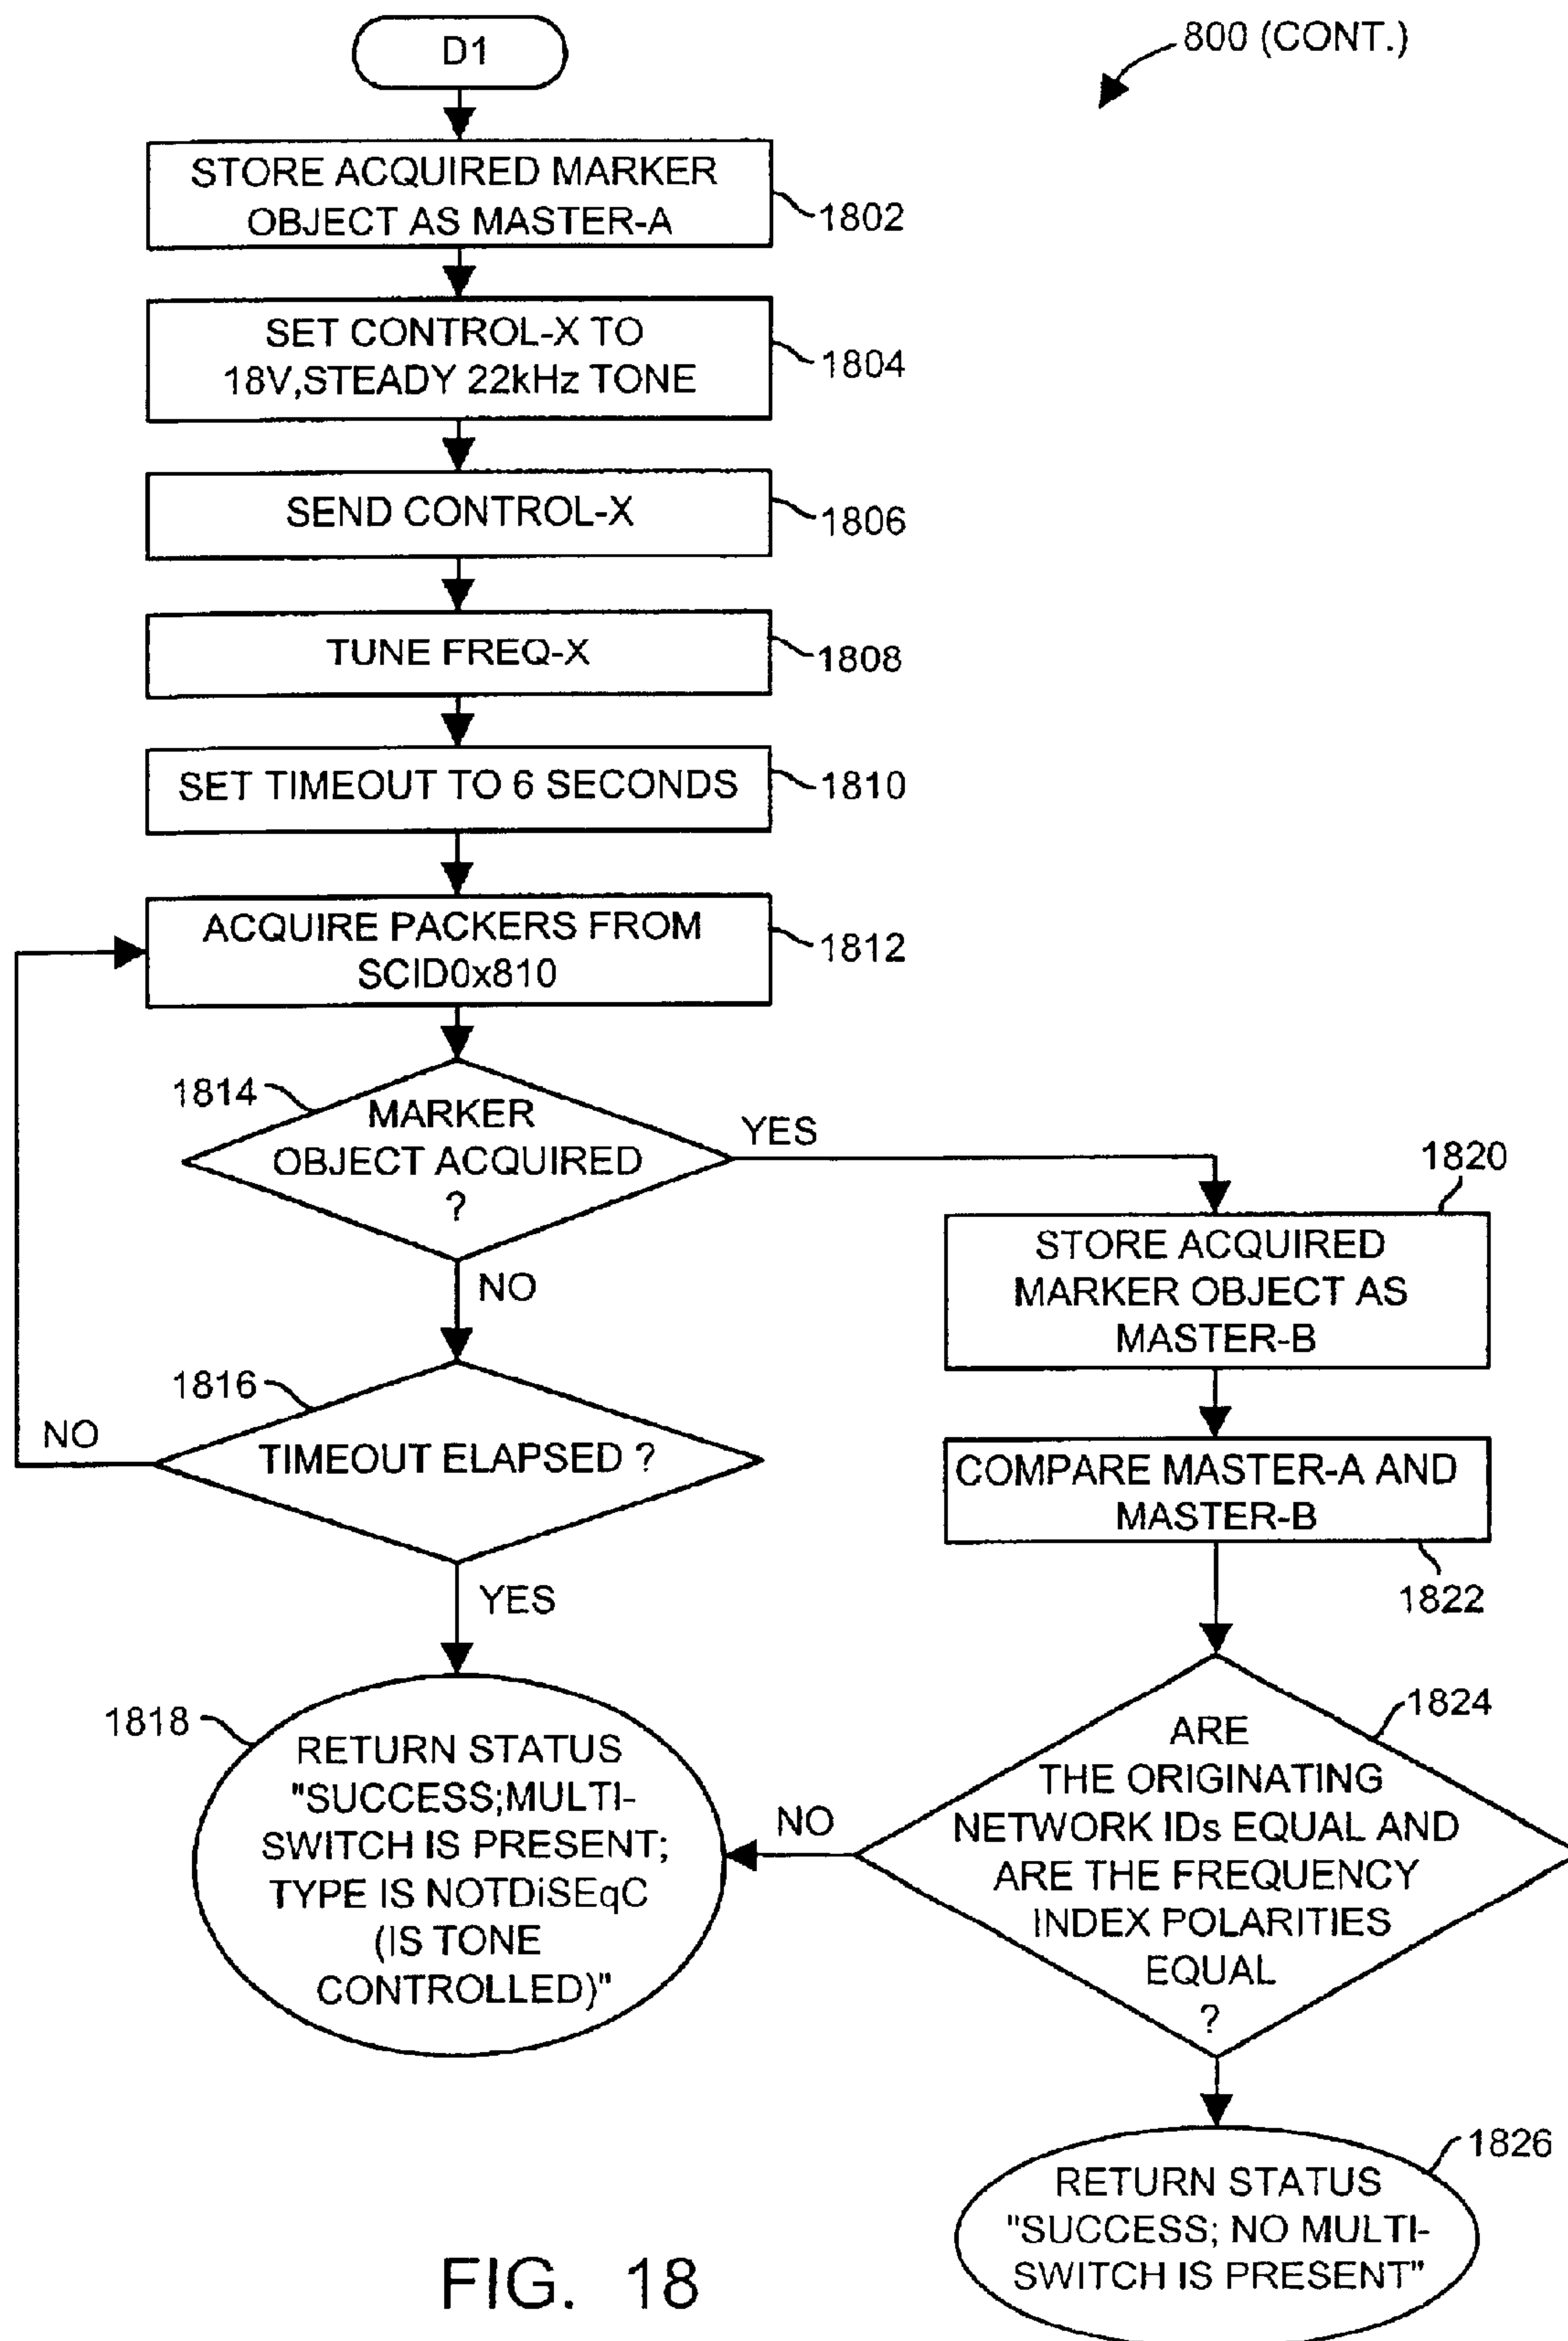 D1
800 (CONT.)
STORE ACQUIRED MARKER
OBJECT AS MASTER-A
1802
SET CONTROL-X TO
18V,STEADY 22kHz TONE
1804
SEND CONTROL-X
1806
TUNE FREQ-X
1808
SET TIMEOUT TO 6 SECONDS
1810
ACQUIRE PACKERS FROM
SCID0x810
1812
1814
MARKER
OBJECT ACQUIRED
?
YES
NO
1816
TIMEOUT ELAPSED ?
NO
YES
1818
RETURN STATUS
"SUCCESS;MULTI-
SWITCH IS PRESENT;
TYPE IS NOTDiSEqC
(IS TONE
CONTROLLED)"
1820
STORE ACQUIRED
MARKER OBJECT AS
MASTER-B
COMPARE MASTER-A AND
MASTER-B
1822
1824
ARE
THE ORIGINATING
NETWORK IDs EQUAL AND
ARE THE FREQUENCY
INDEX POLARITIES
EQUAL
?
NO
1826
RETURN STATUS
"SUCCESS; NO MULTI-
SWITCH IS PRESENT"
FIG. 18